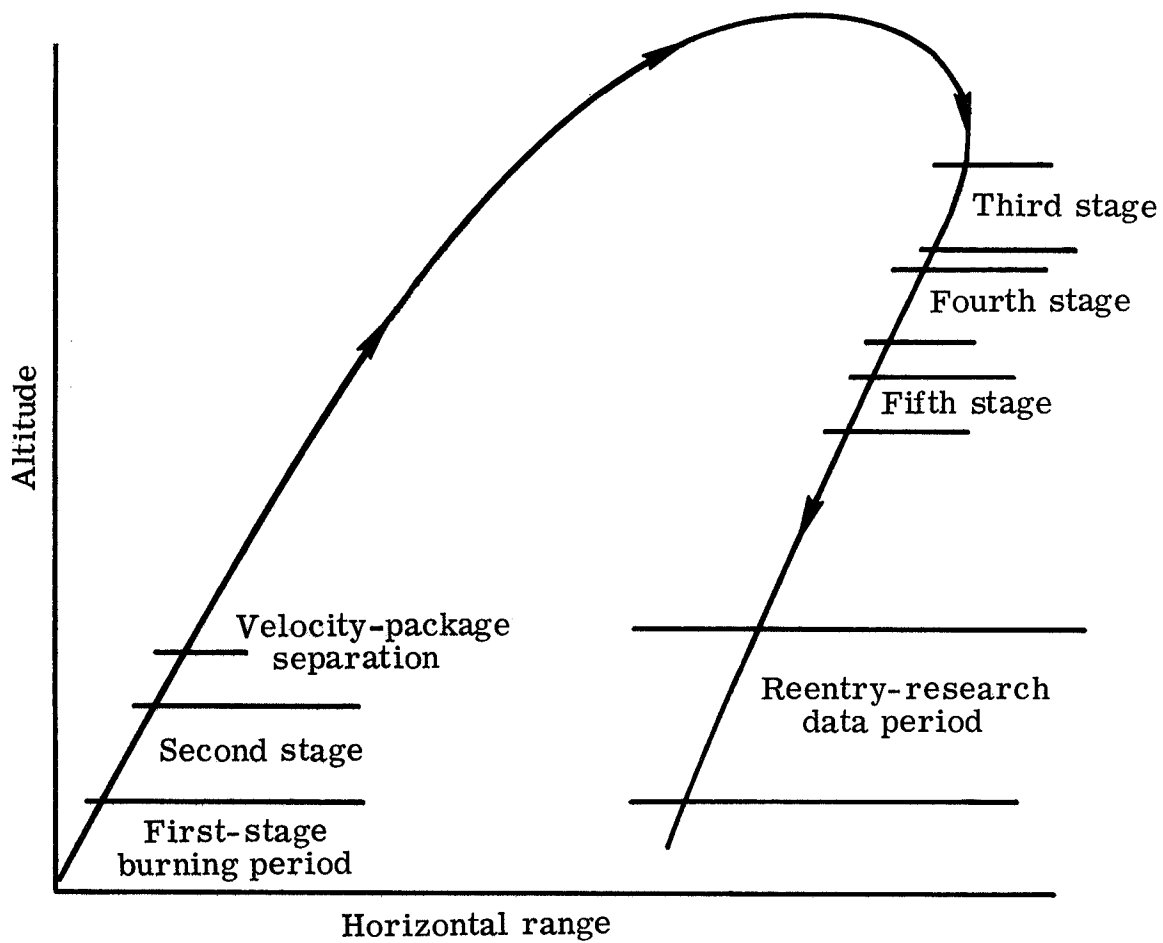 Third stage
Fourth stage
Fifth stage
Altitude
Velocity-package
separation
Reentry-research
data period
Second stage
First-stage
burning period
Horizontal range